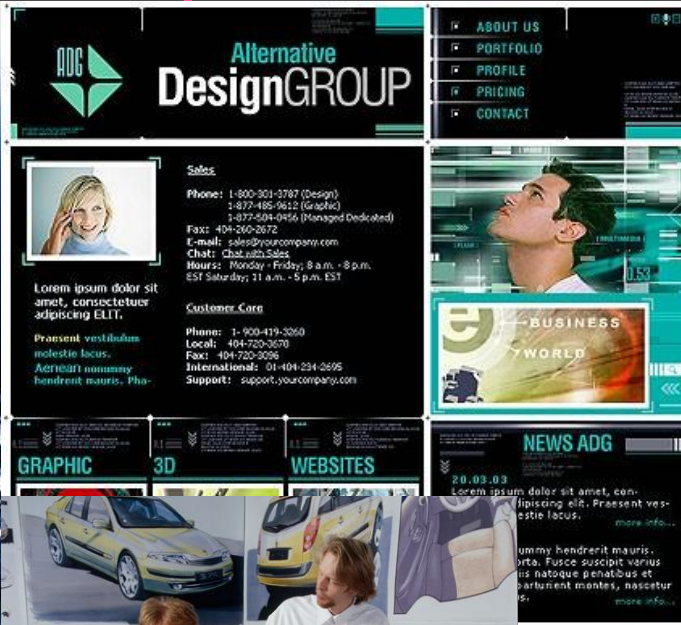 ADG
Alternative
DesignGROUP
ABOUT US
PORTFOLIO
PROFILE
PRICING
CONTACT
Sales
Phone: 1-800-301-3787 (Design)
1-877-485-9612 (Graphic)
1-877-504-0456 (Managed Dedicated)
Fax: 404-260-2672
E-mail: sales@yourcompany.com
Chat: Chat with Sales
Hours: Monday - Friday; 8 a.m. - 8 p.m.
EST Saturday; 11 a.m. - 5 p.m. EST
Lorem ipsum dolor sit
amet, consectetuer
adipiscing ELIT.
Praesent vestibulum
molestie lacus.
Aenean nonummy
hendrerit mauris. Pha-
Customer Care
Phone: 1- 900-419-3260
Local: 404-720-3670
Fax: 404-720-3096
International: 01-404-234-2695
Support: support.yourcompany.com
0.53
e
BUSINESS
WORLD
GRAPHIC
3D
WEBSITES
NEWS ADG
20.03.03
Lorem ipsum dolor sit amet, con-
dipiscing elit. Praesent ves-
estie lacus.
more info...
ummy hendrerit mauris.
orta. Fusce suscipit varius
iis natoque penatibus et
parturient montes, nascetur
s.
more info...